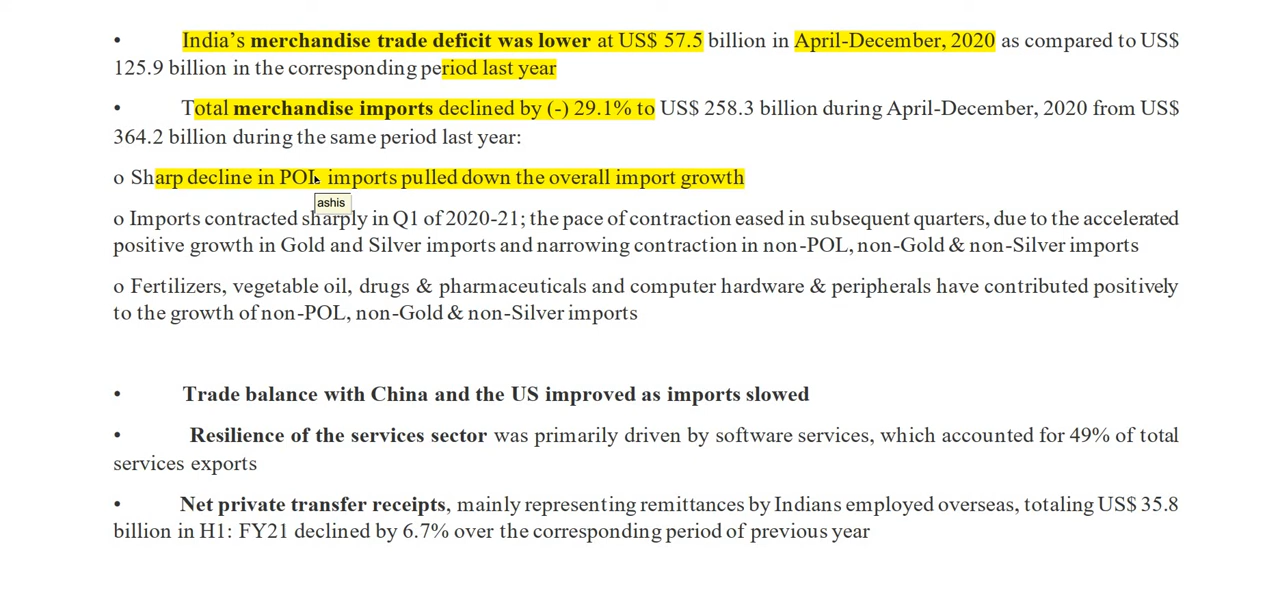 • India's merchandise trade deficit was lower at US$ 57.5 billion in April-December, 2020 as compared to US$
125.9 billion in the corresponding period last year
• Total merchandise imports declined by (-) 29.1% to US$ 258.3 billion during April-December, 2020 from US$
364.2 billion during the same period last year:
o Sharp decline in POL imports pulled down the overall import growth
ashis
o Imports contracted sharply in Q1 of 2020-21; the pace of contraction eased in subsequent quarters, due to the accelerated
positive growth in Gold and Silver imports and narrowing contraction in non-POL, non-Gold & non-Silver imports
o Fertilizers, vegetable oil, drugs & pharmaceuticals and computer hardware & peripherals have contributed positively
to the growth of non-POL, non-Gold & non-Silver imports
• Trade balance with China and the US improved as imports slowed
• Resilience of the services sector was primarily driven by software services, which accounted for 49% of total
services exports
• Net private transfer receipts, mainly representing remittances by Indians employed overseas, totaling US$ 35.8
billion in H1: FY21 declined by 6.7% over the corresponding period of previous year